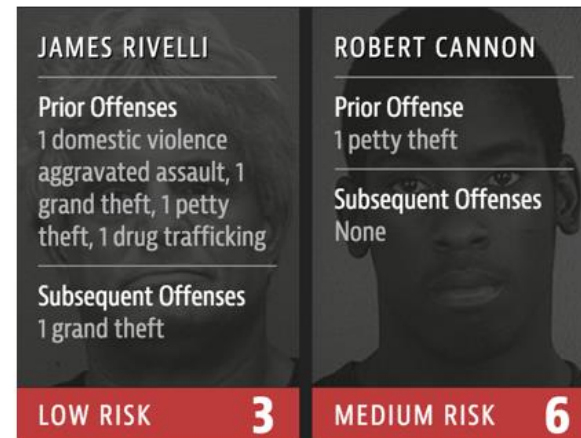 JAMES RIVELLI
Prior Offenses
1 domestic violence
aggravated assault, 1
grand theft, 1 petty
theft, 1 drug trafficking
Subsequent Offenses
1 grand theft
LOW RISK 3
ROBERT CANNON
Prior Offense
1 petty theft
Subsequent Offenses
None
MEDIUM RISK 6